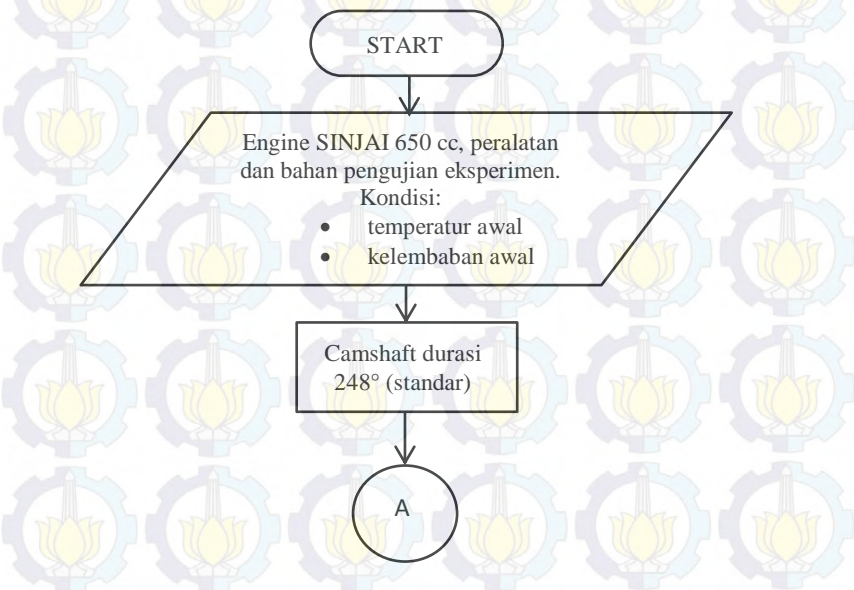 START
Engine SINJAI 650 cc, peralatan
dan bahan pengujian eksperimen.
Kondisi:
• temperatur awal
• kelembaban awal
Camshaft durasi
248° (standar)
A